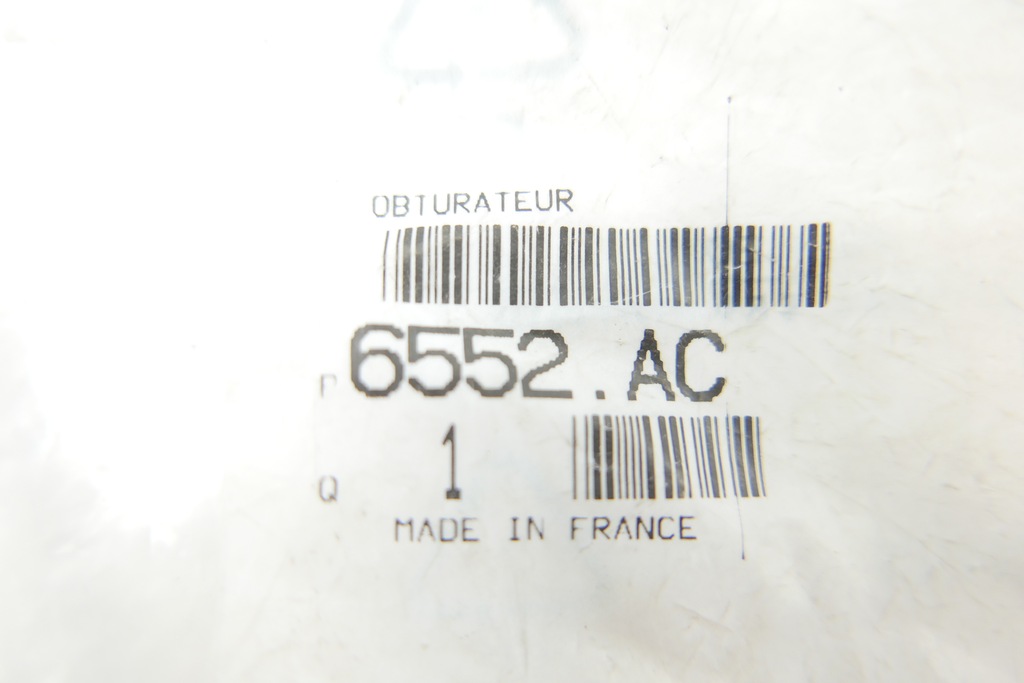 OBTURATEUR
P 6552.AC
Q 1
MADE IN FRANCE